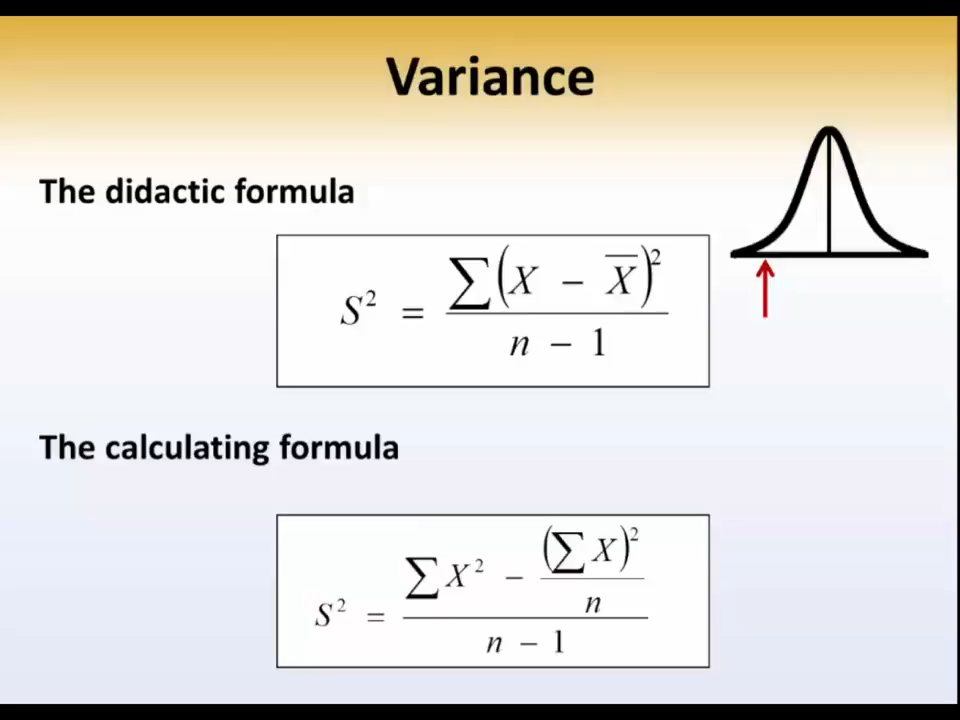 Variance
The didactic formula
S² = ∑(X − X̅)² / n − 1
The calculating formula
S² = ∑X² − (∑X)² / n / n − 1